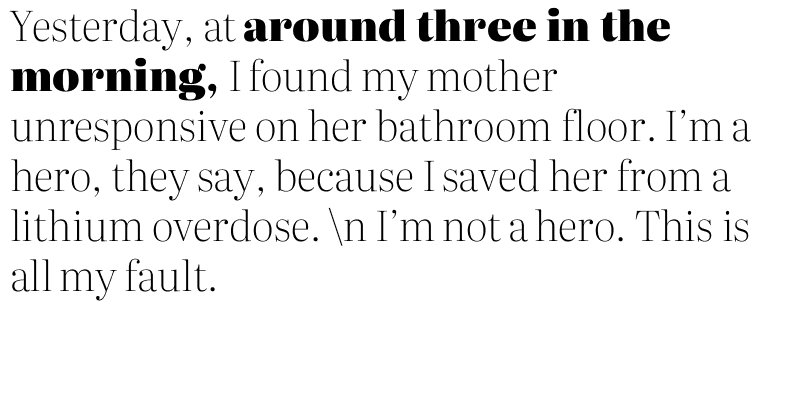 Yesterday, at around three in the
morning, I found my mother
unresponsive on her bathroom floor. I’m a
hero, they say, because I saved her from a
lithium overdose. \n I’m not a hero. This is
all my fault.